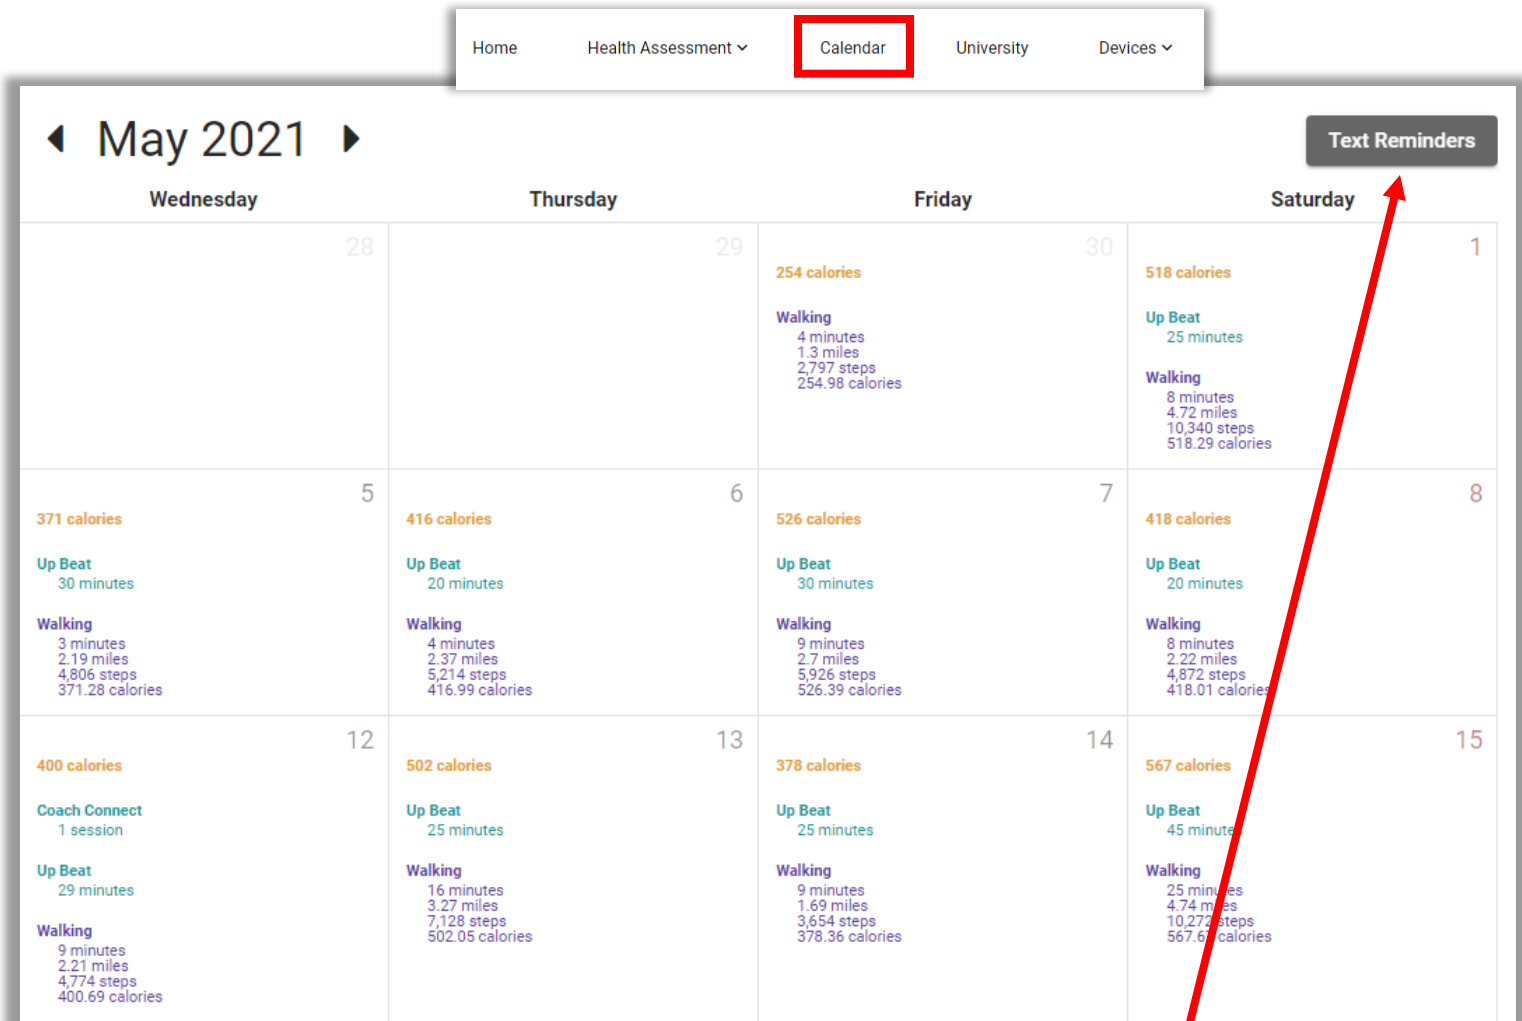 Home Health Assessment Calendar University Devices
May 2021 Text Reminders
Wednesday Thursday Friday Saturday
28
29
30
254 calories
Walking
4 minutes
1.3 miles
2,797 steps
254.98 calories
1
518 calories
Up Beat
25 minutes
Walking
8 minutes
4.72 miles
10,340 steps
518.29 calories
5
371 calories
Up Beat
30 minutes
Walking
3 minutes
2.19 miles
4,806 steps
371.28 calories
6
416 calories
Up Beat
20 minutes
Walking
4 minutes
2.37 miles
5,214 steps
416.99 calories
7
526 calories
Up Beat
30 minutes
Walking
9 minutes
2.7 miles
5,926 steps
526.39 calories
8
418 calories
Up Beat
20 minutes
Walking
8 minutes
2.22 miles
4,872 steps
418.01 calories
12
400 calories
Coach Connect
1 session
Up Beat
29 minutes
Walking
9 minutes
2.21 miles
4,774 steps
400.69 calories
13
502 calories
Up Beat
25 minutes
Walking
16 minutes
3.27 miles
7,128 steps
502.05 calories
14
378 calories
Up Beat
25 minutes
Walking
9 minutes
1.69 miles
3,654 steps
378.36 calories
15
567 calories
Up Beat
45 minutes
Walking
25 minutes
4.74 miles
10,272 steps
calories